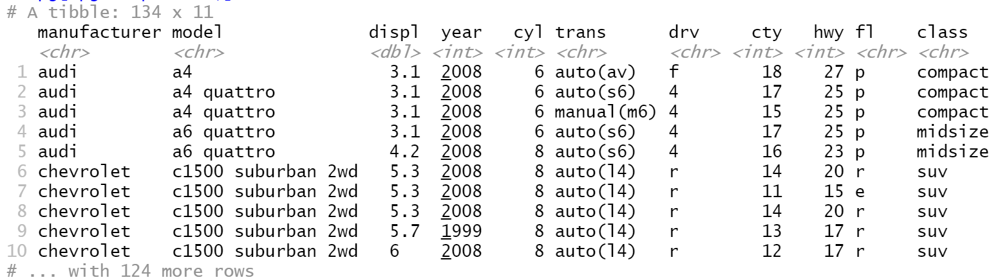 # A tibble: 134 x 11
manufacturer model displ year cyl trans drv cty hwy fl class
<chr> <chr> <dbl> <int> <int> <chr> <chr> <int> <int> <chr> <chr>
1 audi a4 3.1 2008 6 auto(av) f 18 27 p compact
2 audi a4 quattro 3.1 2008 6 auto(s6) 4 17 25 p compact
3 audi a4 quattro 3.1 2008 6 manual(m6) 4 15 25 p compact
4 audi a6 quattro 3.1 2008 6 auto(s6) 4 17 25 p midsize
5 audi a6 quattro 4.2 2008 8 auto(s6) 4 16 23 p midsize
6 chevrolet c1500 suburban 2wd 5.3 2008 8 auto(l4) r 14 20 r suv
7 chevrolet c1500 suburban 2wd 5.3 2008 8 auto(l4) r 11 15 e suv
8 chevrolet c1500 suburban 2wd 5.3 2008 8 auto(l4) r 14 20 r suv
9 chevrolet c1500 suburban 2wd 5.7 1999 8 auto(l4) r 13 17 r suv
10 chevrolet c1500 suburban 2wd 6 2008 8 auto(l4) r 12 17 r suv
# ... with 124 more rows